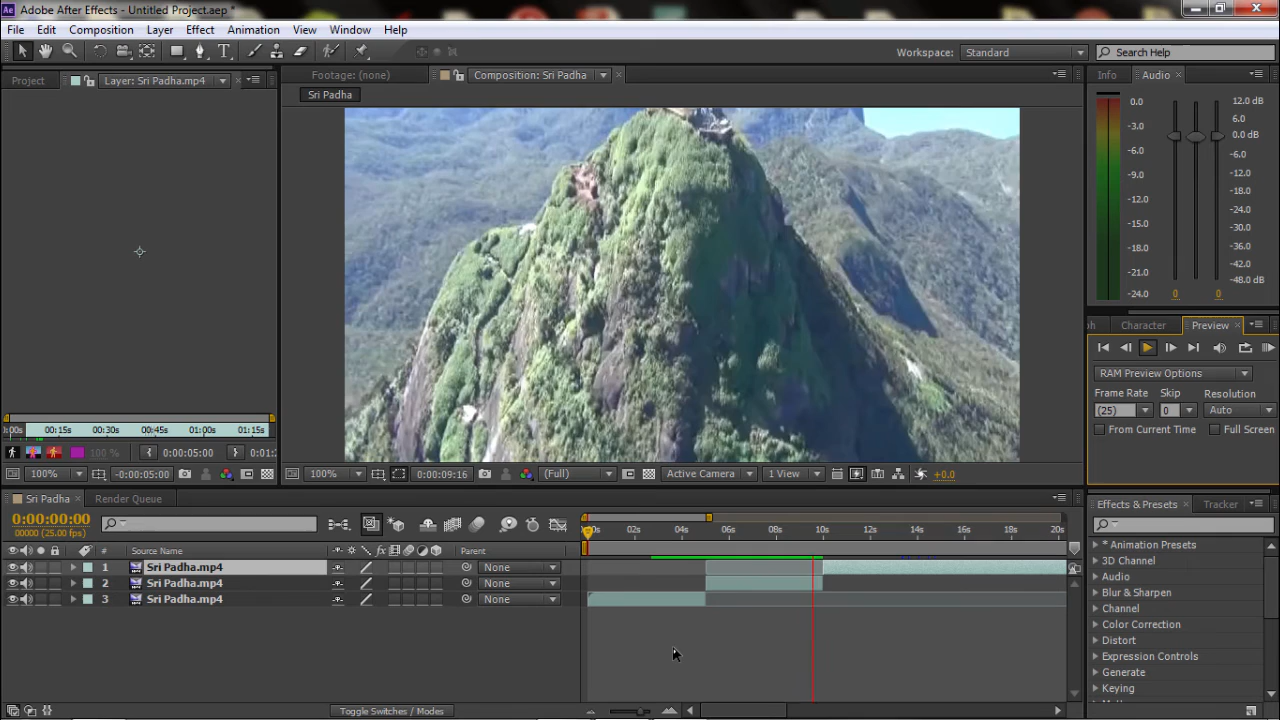 Ae Adobe After Effects - Untitled Project.aep *
File Edit Composition Layer Effect Animation View Window Help
Workspace: Standard Search Help
Project Layer: Sri Padha.mp4 Footage: (none) Composition: Sri Padha Info Audio
Sri Padha
0.0 12.0 dB
-3.0 6.0
0.0 dB
-6.0 -6.0
-9.0 -12.0
-12.0 -18.0
-15.0 -24.0
-18.0 -30.0
-36.0
-21.0 -42.0
-24.0 -48.0 dB
0 0
Character Preview
RAM Preview Options
Frame Rate Skip Resolution
(25) 0 Auto
From Current Time Full Screen
:00s 00:15s 00:30s 00:45s 01:00s 01:15s
100% 0:00:05:00
100% -0:00:05:00 100% 0:00:09:16 (Full) Active Camera 1 View +0.0
Sri Padha Render Queue
0:00:00:00
00000 (25.00 fps)
02s 04s 06s 08s 10s 12s 14s 16s 18s 20s
# Source Name fx Parent
1 Sri Padha.mp4 None
2 Sri Padha.mp4 None
3 Sri Padha.mp4 None
Toggle Switches / Modes
Effects & Presets Tracker
* Animation Presets
3D Channel
Audio
Blur & Sharpen
Channel
Color Correction
Distort
Expression Controls
Generate
Keying